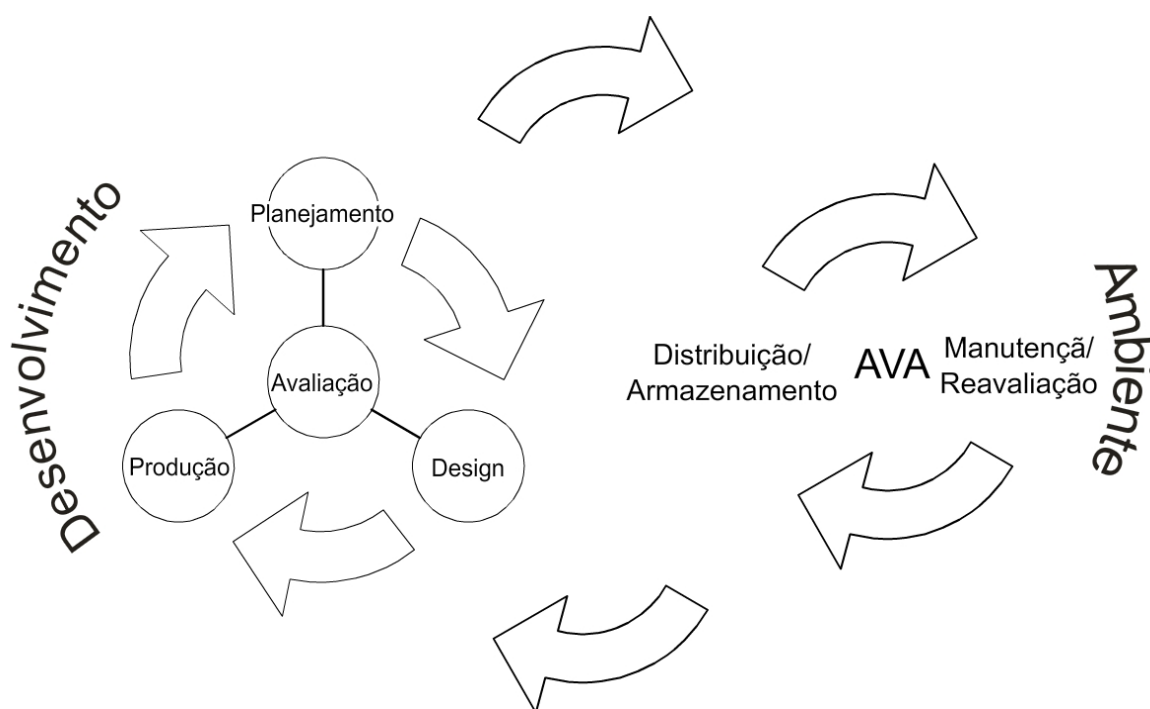 Desenvolvimento
Planejamento
Avaliação
Produção
Design
Distribuição/
Armazenamento
AVA
Manutençã/
Reavaliação
Ambiente